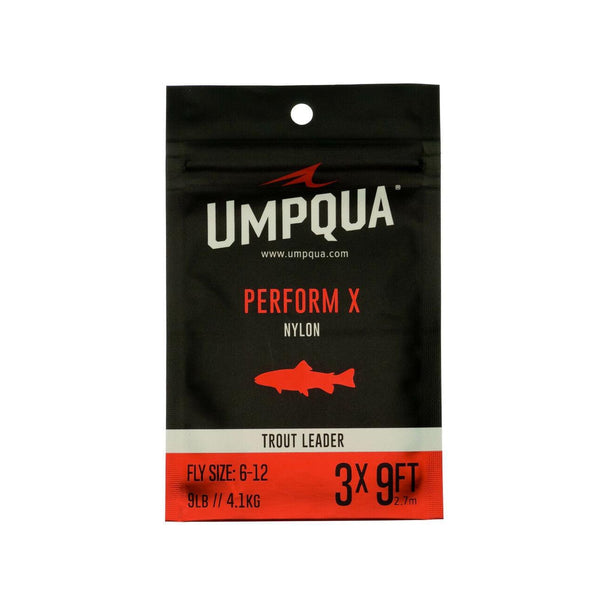 UMPQUA®
www.umpqua.com
PERFORM X
NYLON
TROUT LEADER
FLY SIZE: 6-12
9LB // 4.1KG
3X 9FT
2.7m